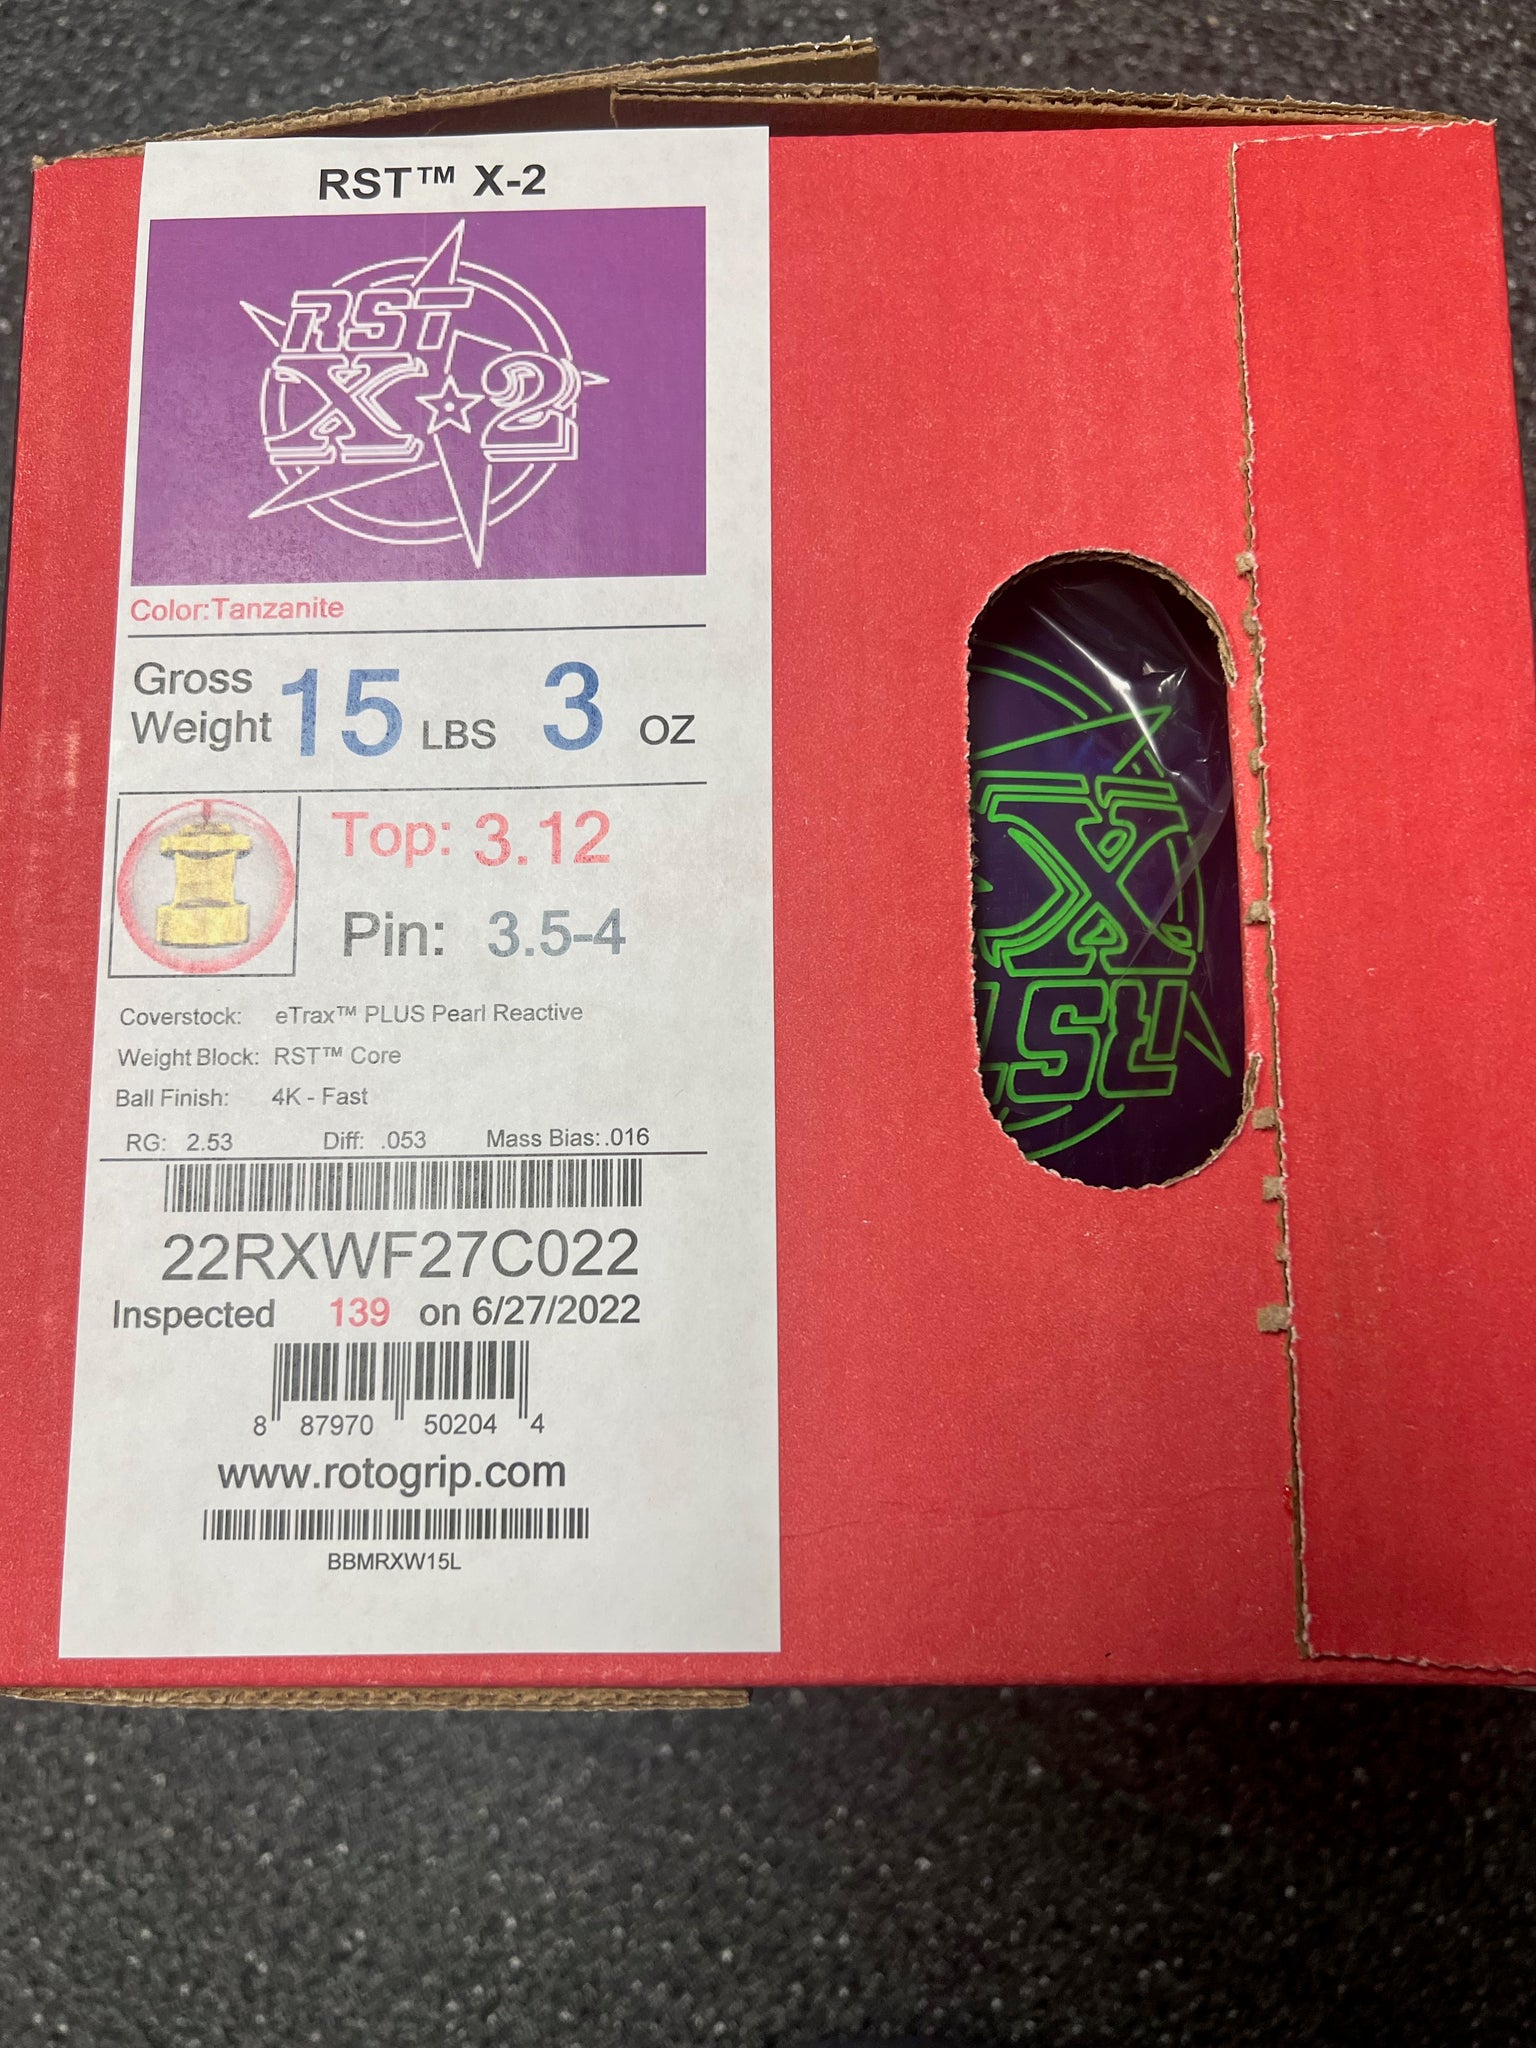 RST™ X-2
RST
X★2
Color:Tanzanite
Gross
Weight 15 LBS 3 OZ
Top: 3.12
Pin: 3.5-4
Coverstock: eTrax™ PLUS Pearl Reactive
Weight Block: RST™ Core
Ball Finish: 4K - Fast
RG: 2.53 Diff: .053 Mass Bias: .016
22RXWF27C022
Inspected 139 on 6/27/2022
8 87970 50204 4
www.rotogrip.com
BBMRXW15L
X
RST